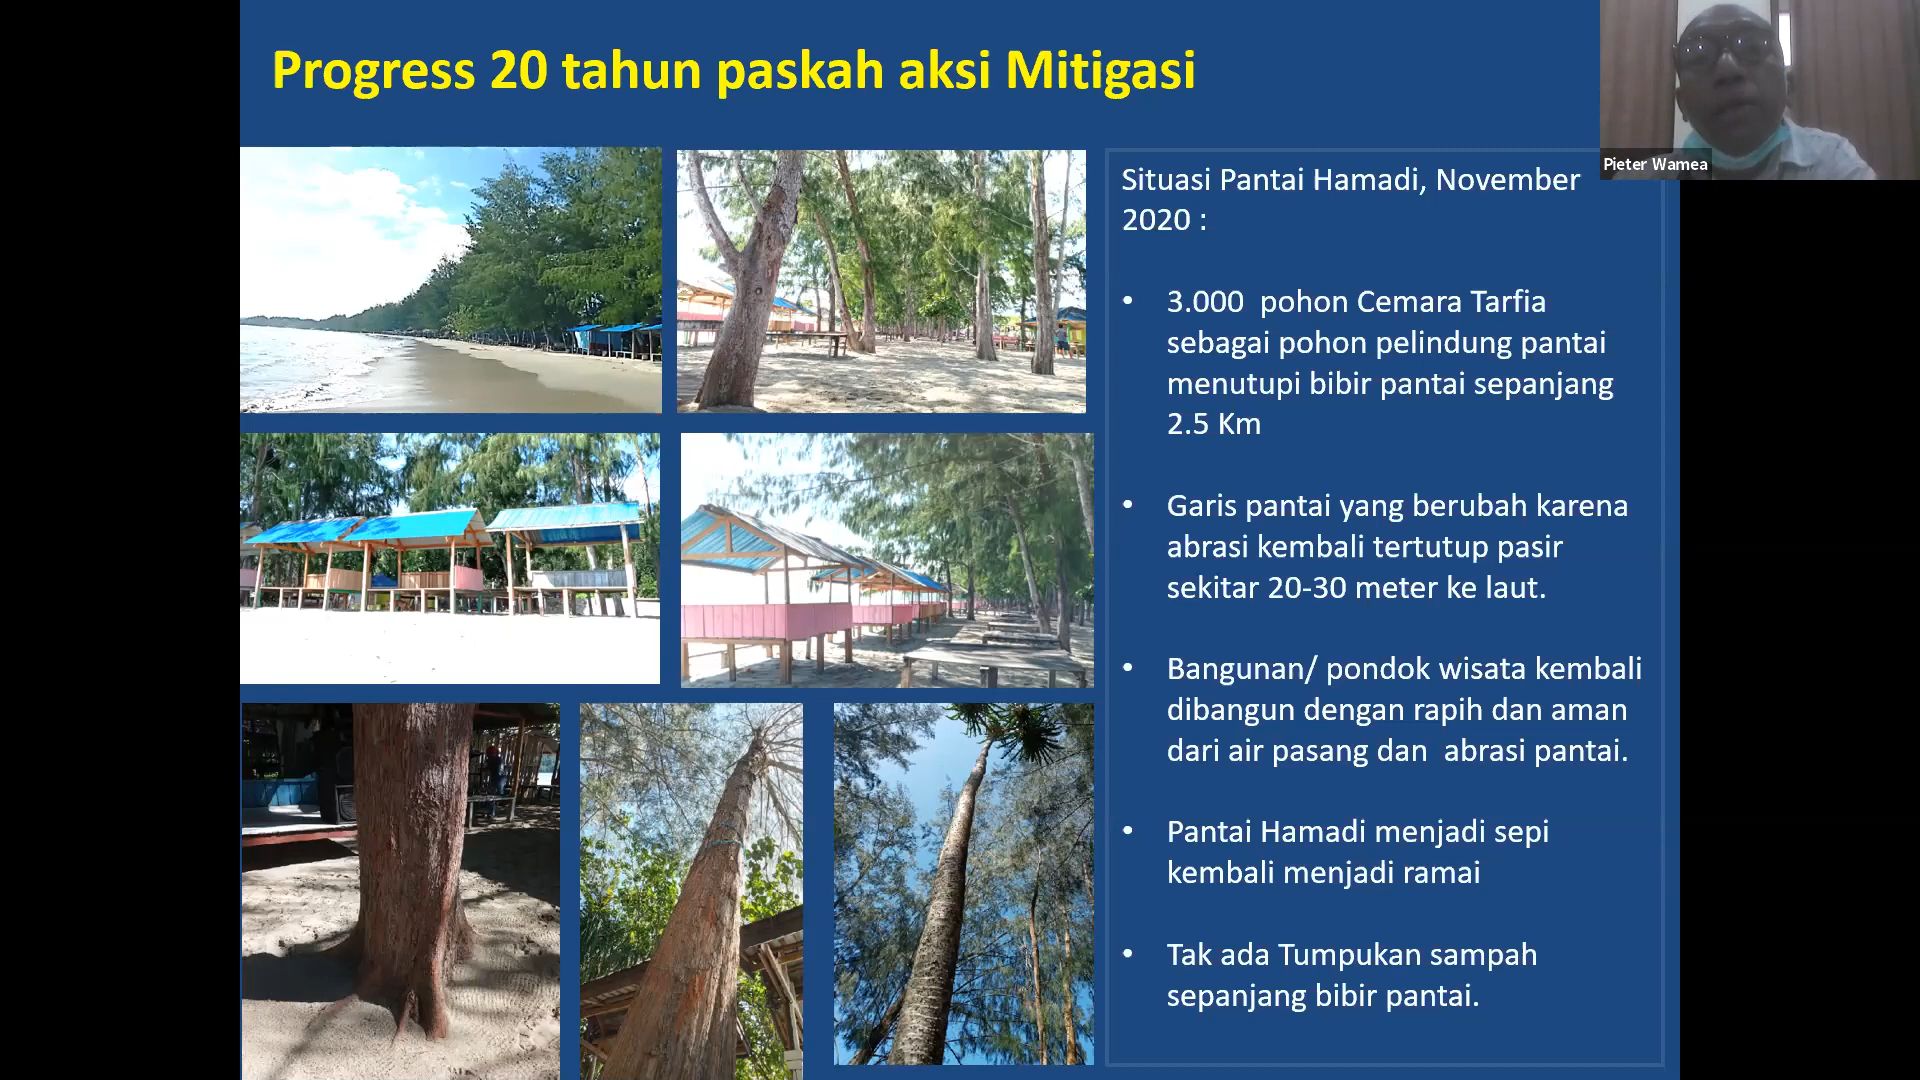 Progress 20 tahun paskah aksi Mitigasi
Pieter Wamea
Situasi Pantai Hamadi, November
2020 :
• 3.000 pohon Cemara Tarfia
sebagai pohon pelindung pantai
menutupi bibir pantai sepanjang
2.5 Km
• Garis pantai yang berubah karena
abrasi kembali tertutup pasir
sekitar 20-30 meter ke laut.
• Bangunan/ pondok wisata kembali
dibangun dengan rapih dan aman
dari air pasang dan abrasi pantai.
• Pantai Hamadi menjadi sepi
kembali menjadi ramai
• Tak ada Tumpukan sampah
sepanjang bibir pantai.